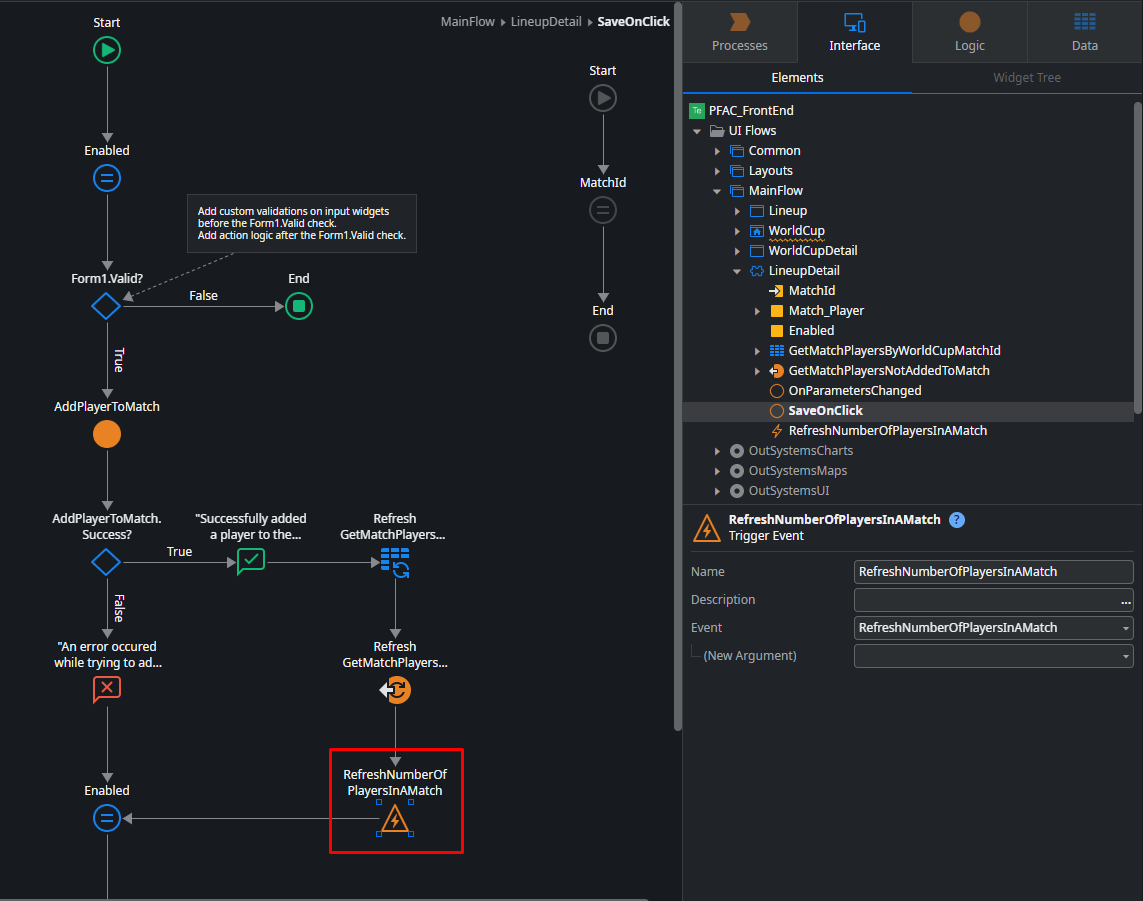 MainFlow ▸ LineupDetail ▸ SaveOnClick
Start
Enabled
Add custom validations on input widgets
before the Form1.Valid check.
Add action logic after the Form1.Valid check.
Form1.Valid?
False
End
True
AddPlayerToMatch
AddPlayerToMatch.
Success?
True
"Successfully added
a player to the...
Refresh
GetMatchPlayers...
False
"An error occured
while trying to ad...
Refresh
GetMatchPlayers...
RefreshNumberOf
PlayersInAMatch
Enabled
Start
MatchId
End
Processes
Interface
Logic
Data
Elements
Widget Tree
Te PFAC_FrontEnd
UI Flows
Common
Layouts
MainFlow
Lineup
WorldCup
WorldCupDetail
LineupDetail
MatchId
Match_Player
Enabled
GetMatchPlayersByWorldCupMatchId
GetMatchPlayersNotAddedToMatch
OnParametersChanged
SaveOnClick
RefreshNumberOfPlayersInAMatch
OutSystemsCharts
OutSystemsMaps
OutSystemsUI
RefreshNumberOfPlayersInAMatch ?
Trigger Event
Name RefreshNumberOfPlayersInAMatch
Description ...
Event RefreshNumberOfPlayersInAMatch
(New Argument)